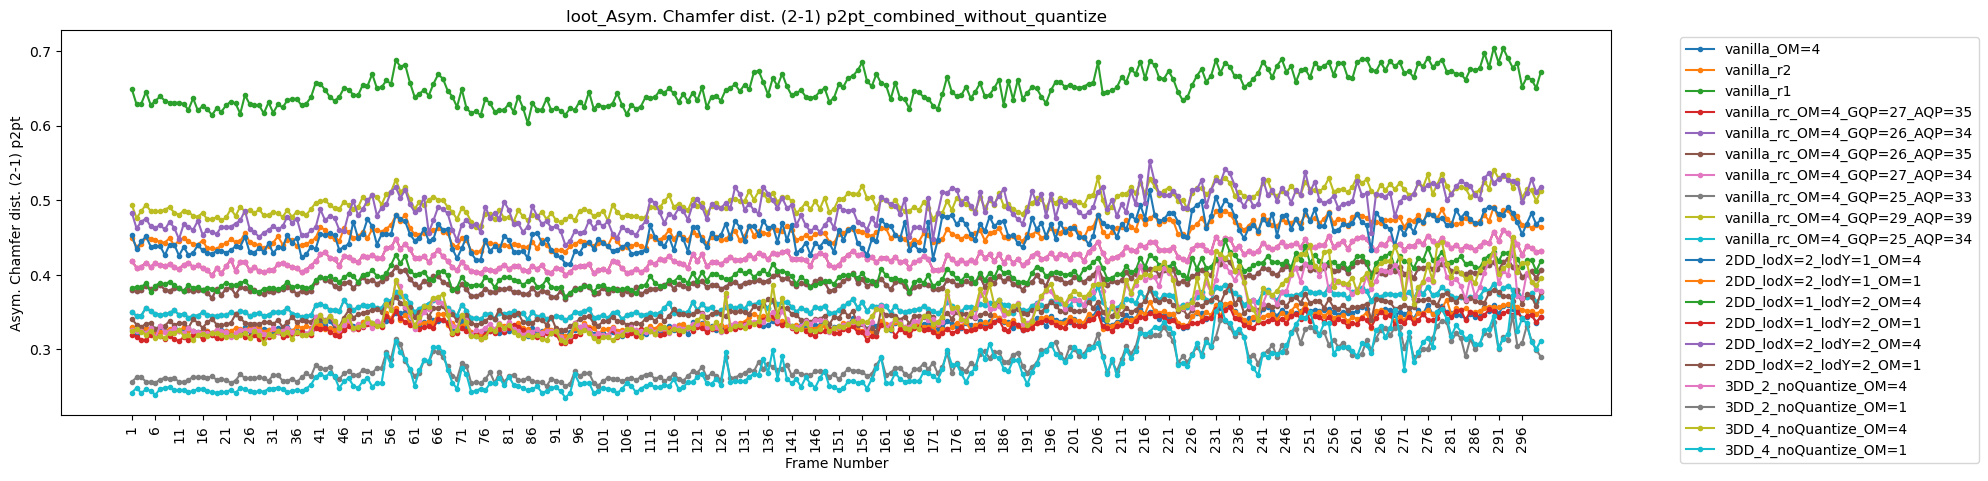 loot_Asym. Chamfer dist. (2-1) p2pt_combined_without_quantize
Asym. Chamfer dist. (2-1) p2pt
0.7
0.6
0.5
0.4
0.3
1 6 11 16 21 26 31 36 41 46 51 56 61 66 71 76 81 86 91 96 101 106 111 116 121 126 131 136 141 146 151 156 161 166 171 176 181 186 191 196 201 206 211 216 221 226 231 236 241 246 251 256 261 266 271 276 281 286 291 296
Frame Number
vanilla_OM=4
vanilla_r2
vanilla_r1
vanilla_rc_OM=4_GQP=27_AQP=35
vanilla_rc_OM=4_GQP=26_AQP=34
vanilla_rc_OM=4_GQP=26_AQP=35
vanilla_rc_OM=4_GQP=27_AQP=34
vanilla_rc_OM=4_GQP=25_AQP=33
vanilla_rc_OM=4_GQP=29_AQP=39
vanilla_rc_OM=4_GQP=25_AQP=34
2DD_lodX=2_lodY=1_OM=4
2DD_lodX=2_lodY=1_OM=1
2DD_lodX=1_lodY=2_OM=4
2DD_lodX=1_lodY=2_OM=1
2DD_lodX=2_lodY=2_OM=4
2DD_lodX=2_lodY=2_OM=1
3DD_2_noQuantize_OM=4
3DD_2_noQuantize_OM=1
3DD_4_noQuantize_OM=4
3DD_4_noQuantize_OM=1